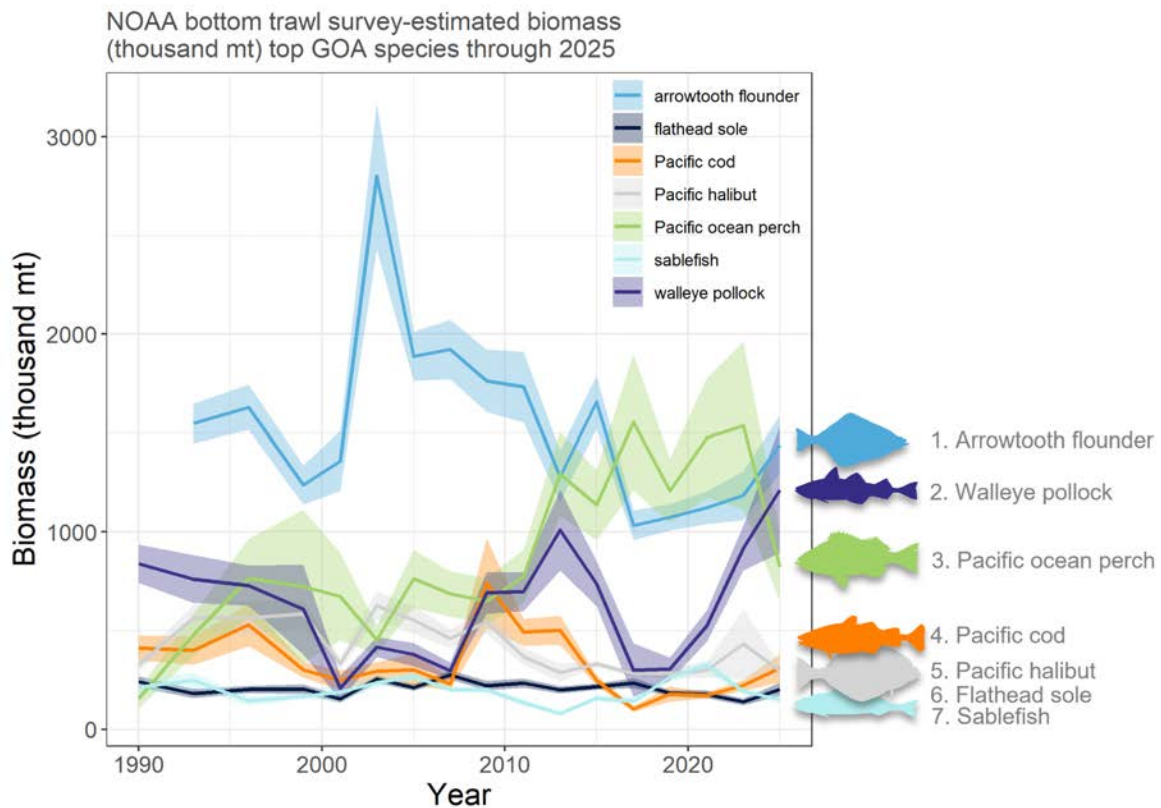 NOAA bottom trawl survey-estimated biomass
(thousand mt) top GOA species through 2025
arrowtooth flounder
flathead sole
Pacific cod
Pacific halibut
Pacific ocean perch
sablefish
walleye pollock
Biomass (thousand mt)
3000
2000
1000
0
1990
2000
2010
2020
Year
1. Arrowtooth flounder
2. Walleye pollock
3. Pacific ocean perch
4. Pacific cod
5. Pacific halibut
6. Flathead sole
7. Sablefish